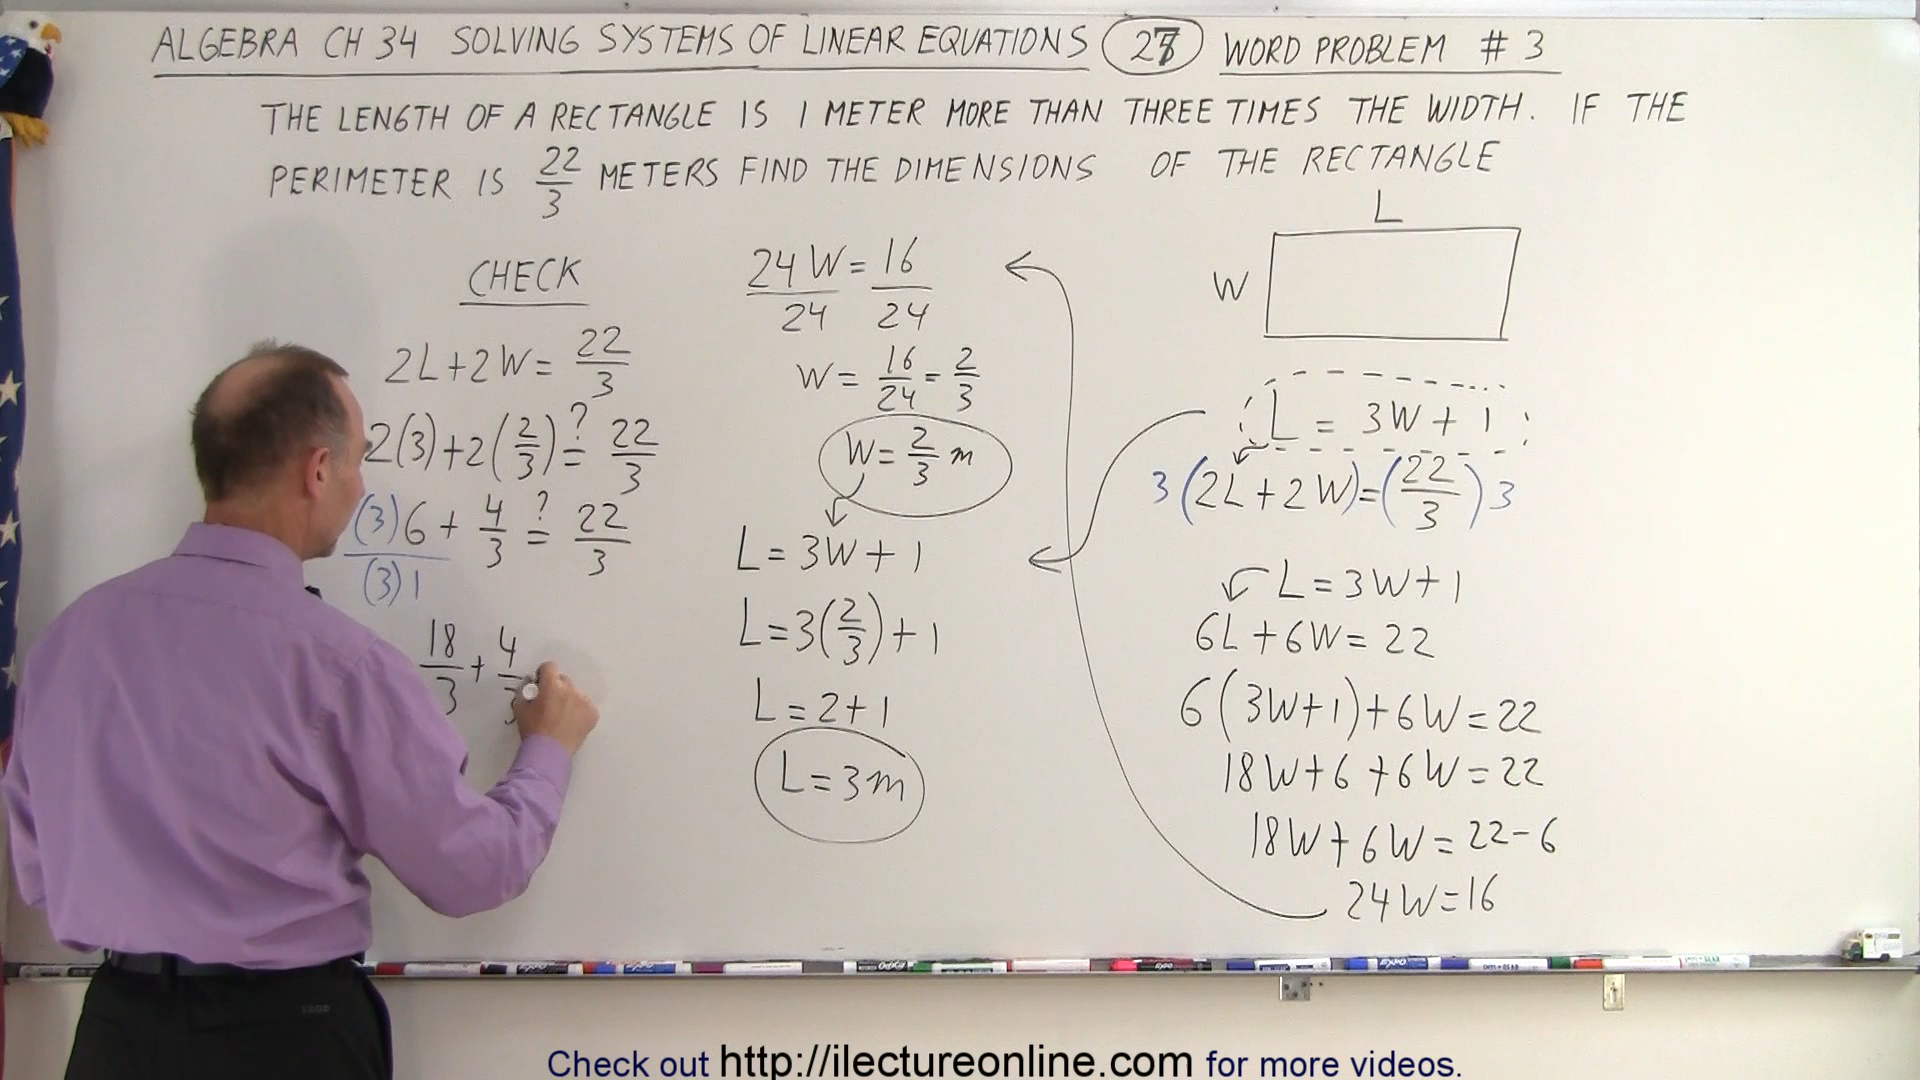 ALGEBRA CH 34 SOLVING SYSTEMS OF LINEAR EQUATIONS 28 WORD PROBLEM # 3
THE LENGTH OF A RECTANGLE IS 1 METER MORE THAN THREE TIMES THE WIDTH. IF THE
PERIMETER IS 22/3 METERS FIND THE DIMENSIONS OF THE RECTANGLE
CHECK
2L+2W= 22/3
2(3)+2(2/3) ?= 22/3
(3)6/(3)1 + 4/3 ?= 22/3
18/3 + 4/3
24W/24 = 16/24
W = 16/24 = 2/3
W= 2/3 m
L=3W+1
L=3(2/3)+1
L=2+1
L=3m
L
W
L = 3W+1
3(2L+2W)=(22/3)3
L=3W+1
6L+6W=22
6(3W+1)+6W=22
18W+6+6W=22
18W+6W=22-6
24W=16
Check out http://ilectureonline.com for more videos.